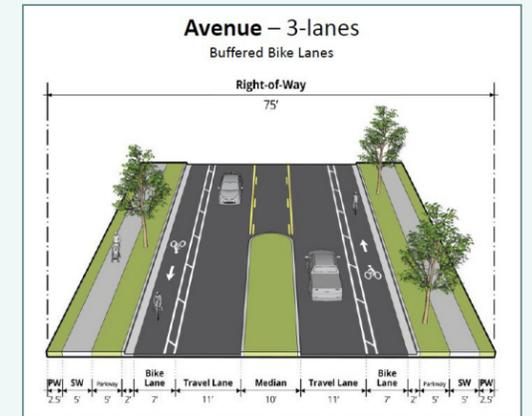 Avenue – 3-lanes
Buffered Bike Lanes
Right-of-Way
75'
PW SW Parkway Bike Lane Travel Lane Median Travel Lane Bike Lane Parkway SW PW
2.5' 5' 5' 2' 7' 11' 10' 11' 7' 2' 5' 5' 2.5'